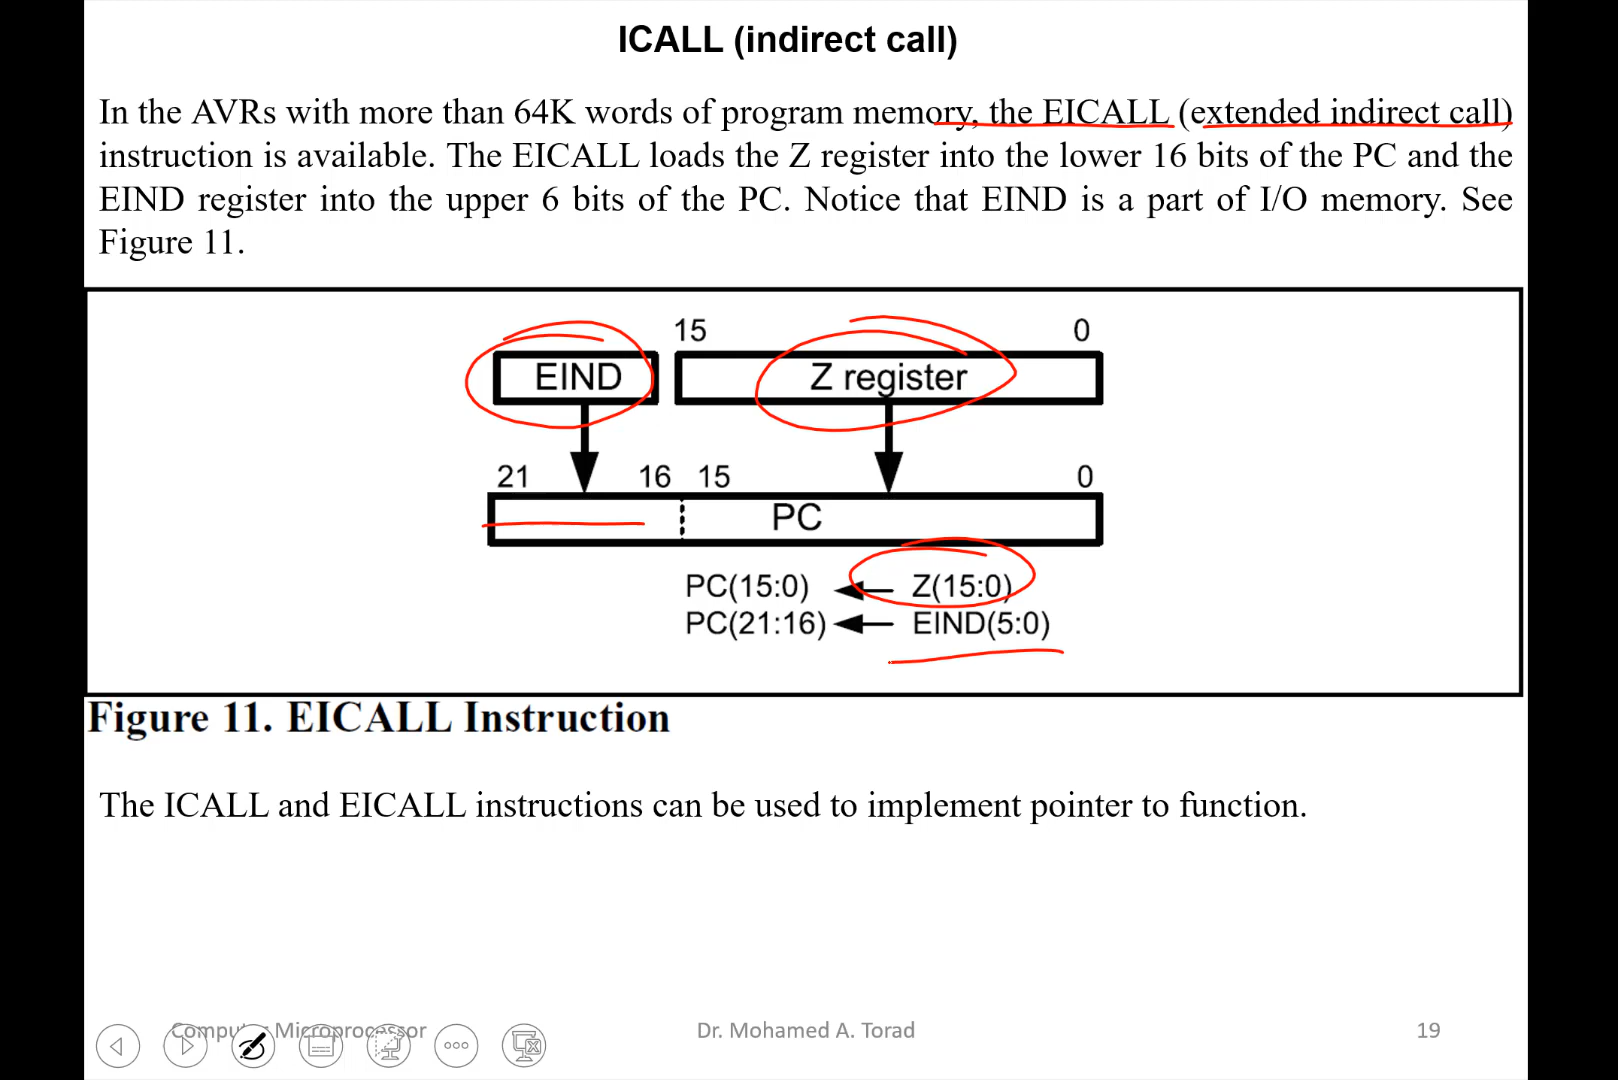 ICALL (indirect call)
In the AVRs with more than 64K words of program memory, the EICALL (extended indirect call)
instruction is available. The EICALL loads the Z register into the lower 16 bits of the PC and the
EIND register into the upper 6 bits of the PC. Notice that EIND is a part of I/O memory. See
Figure 11.
15 0
EIND Z register
21 16 15 0
PC
PC(15:0) ← Z(15:0)
PC(21:16) ← EIND(5:0)
Figure 11. EICALL Instruction
The ICALL and EICALL instructions can be used to implement pointer to function.
Computer Microprocessor Dr. Mohamed A. Torad 19